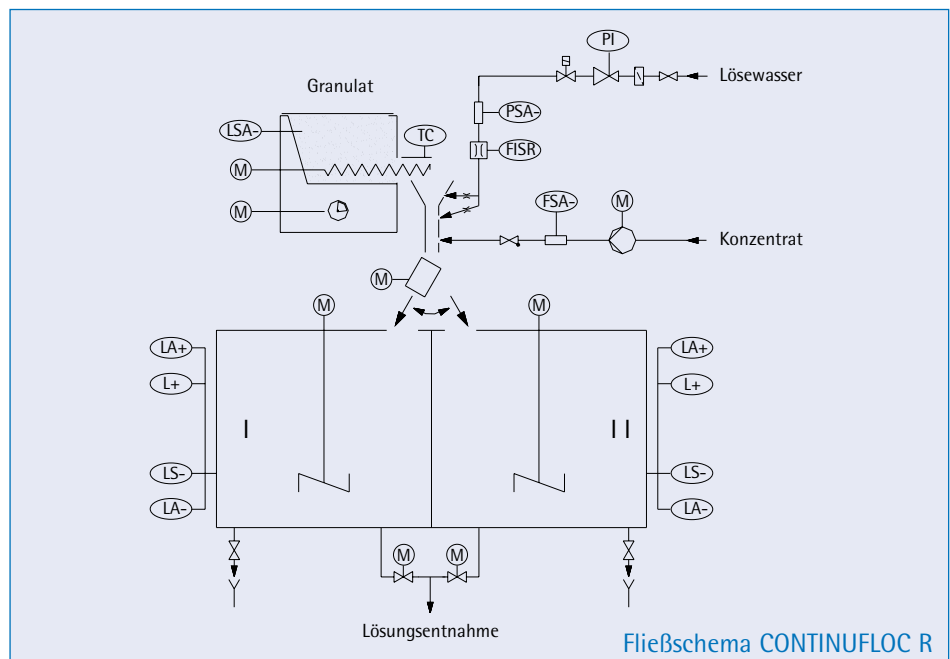 PI
Lösewasser
Granulat
PSA-
LSA-
TC
FISR
M
FSA-
M
M
Konzentrat
M
M
M
LA+
LA+
L+
L+
I
II
LS-
LS-
LA-
LA-
M
M
Lösungsentnahme
Fließschema CONTINUFLOC R